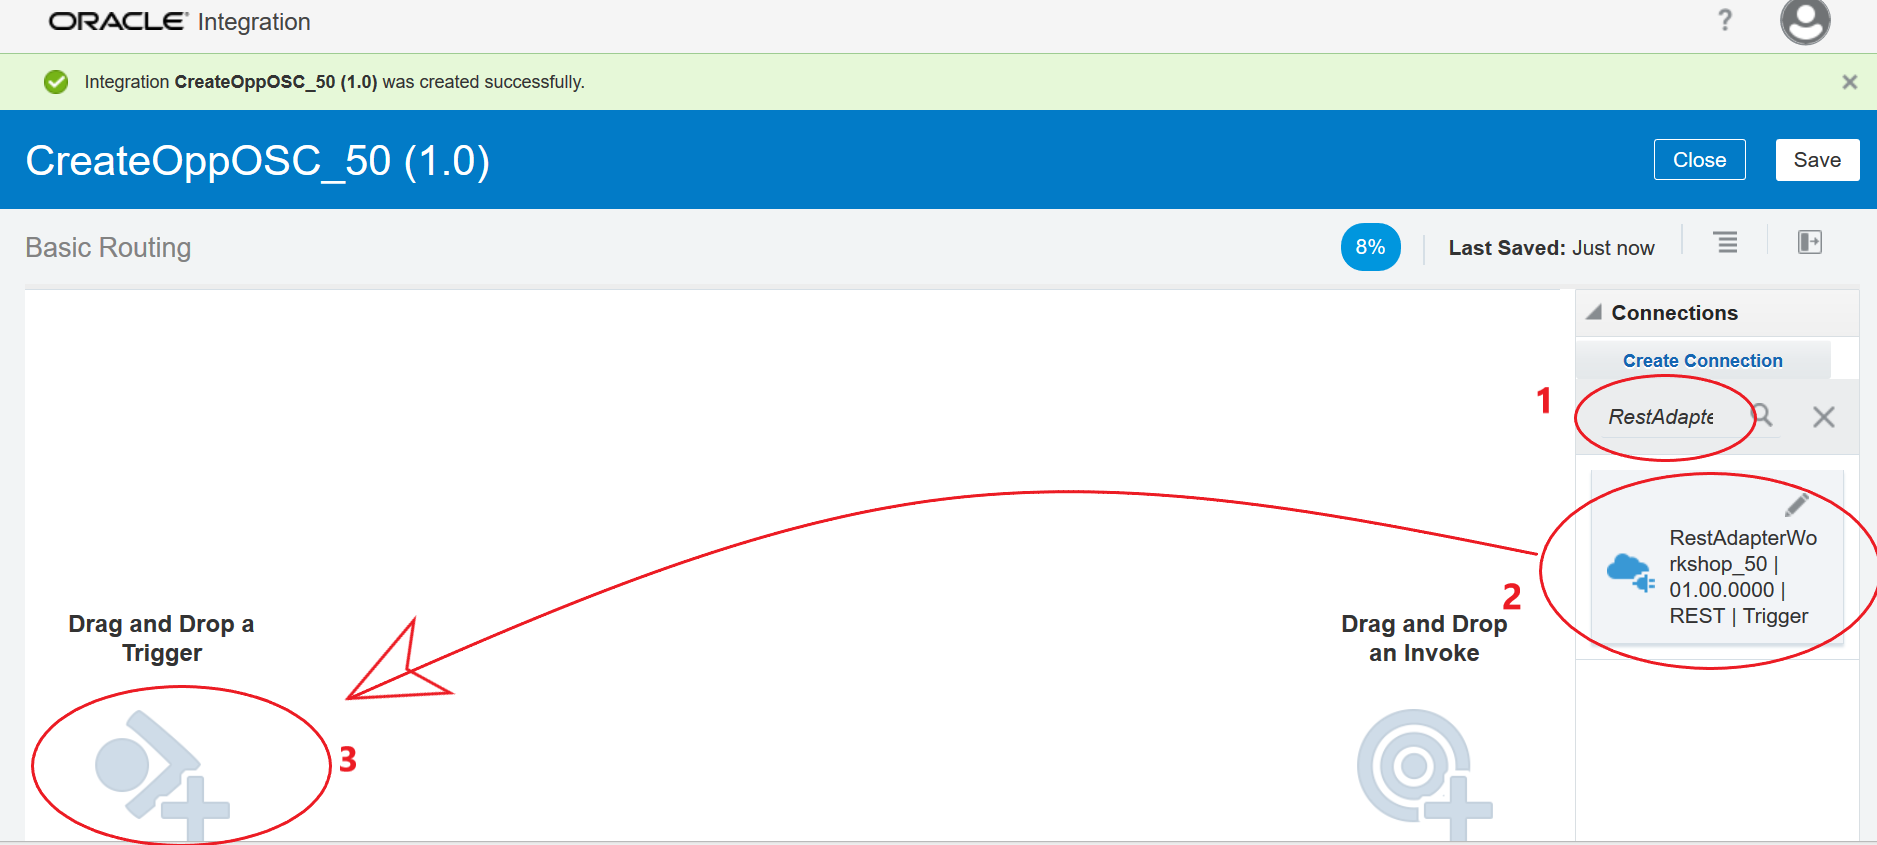 ORACLE Integration
?
Integration CreateOppOSC_50 (1.0) was created successfully.
CreateOppOSC_50 (1.0)
Close
Save
Basic Routing
8%
Last Saved: Just now
Connections
Create Connection
1
RestAdapte
RestAdapterWo
rkshop_50 |
01.00.0000 |
REST | Trigger
2
Drag and Drop a
Trigger
Drag and Drop
an Invoke
3